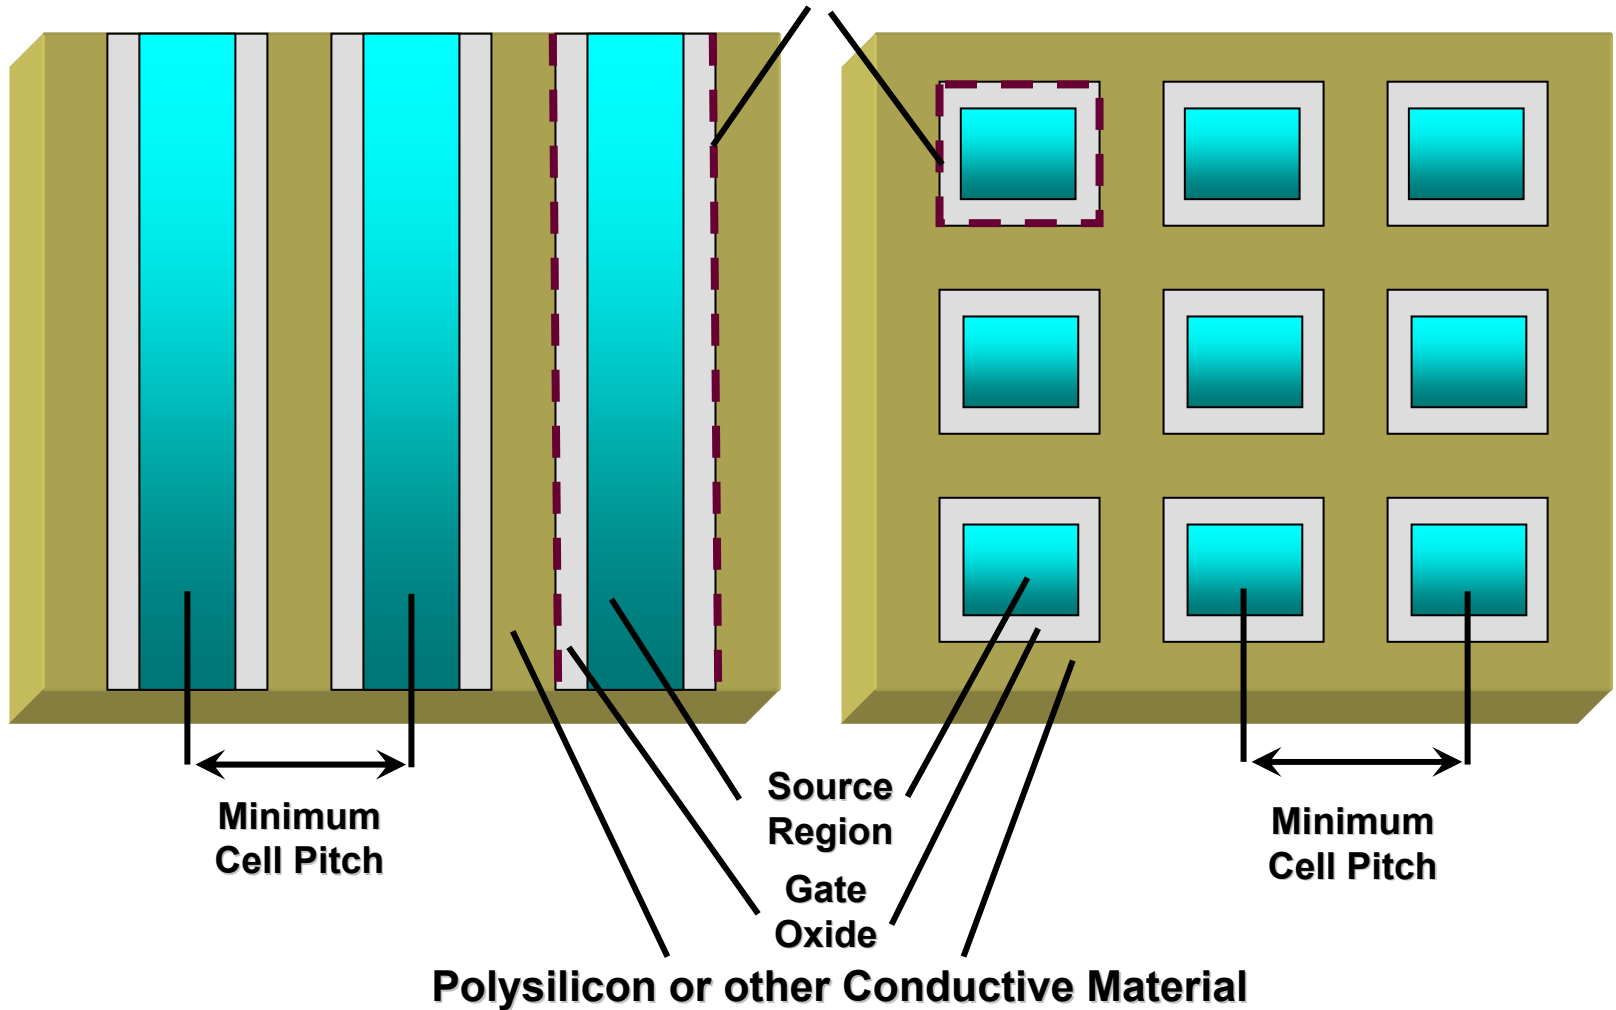 Minimum
Cell Pitch
Source
Region
Minimum
Cell Pitch
Gate
Oxide
Polysilicon or other Conductive Material